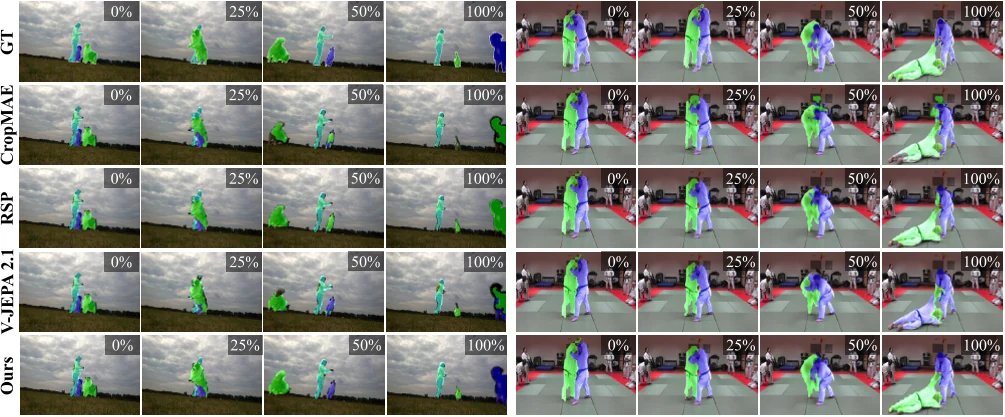 GT 0% 25% 50% 100% 0% 25% 50% 100%
CropMAE 0% 25% 50% 100% 0% 25% 50% 100%
RSP 0% 25% 50% 100% 0% 25% 50% 100%
V-JEPA 2.1 0% 25% 50% 100% 0% 25% 50% 100%
Ours 0% 25% 50% 100% 0% 25% 50% 100%